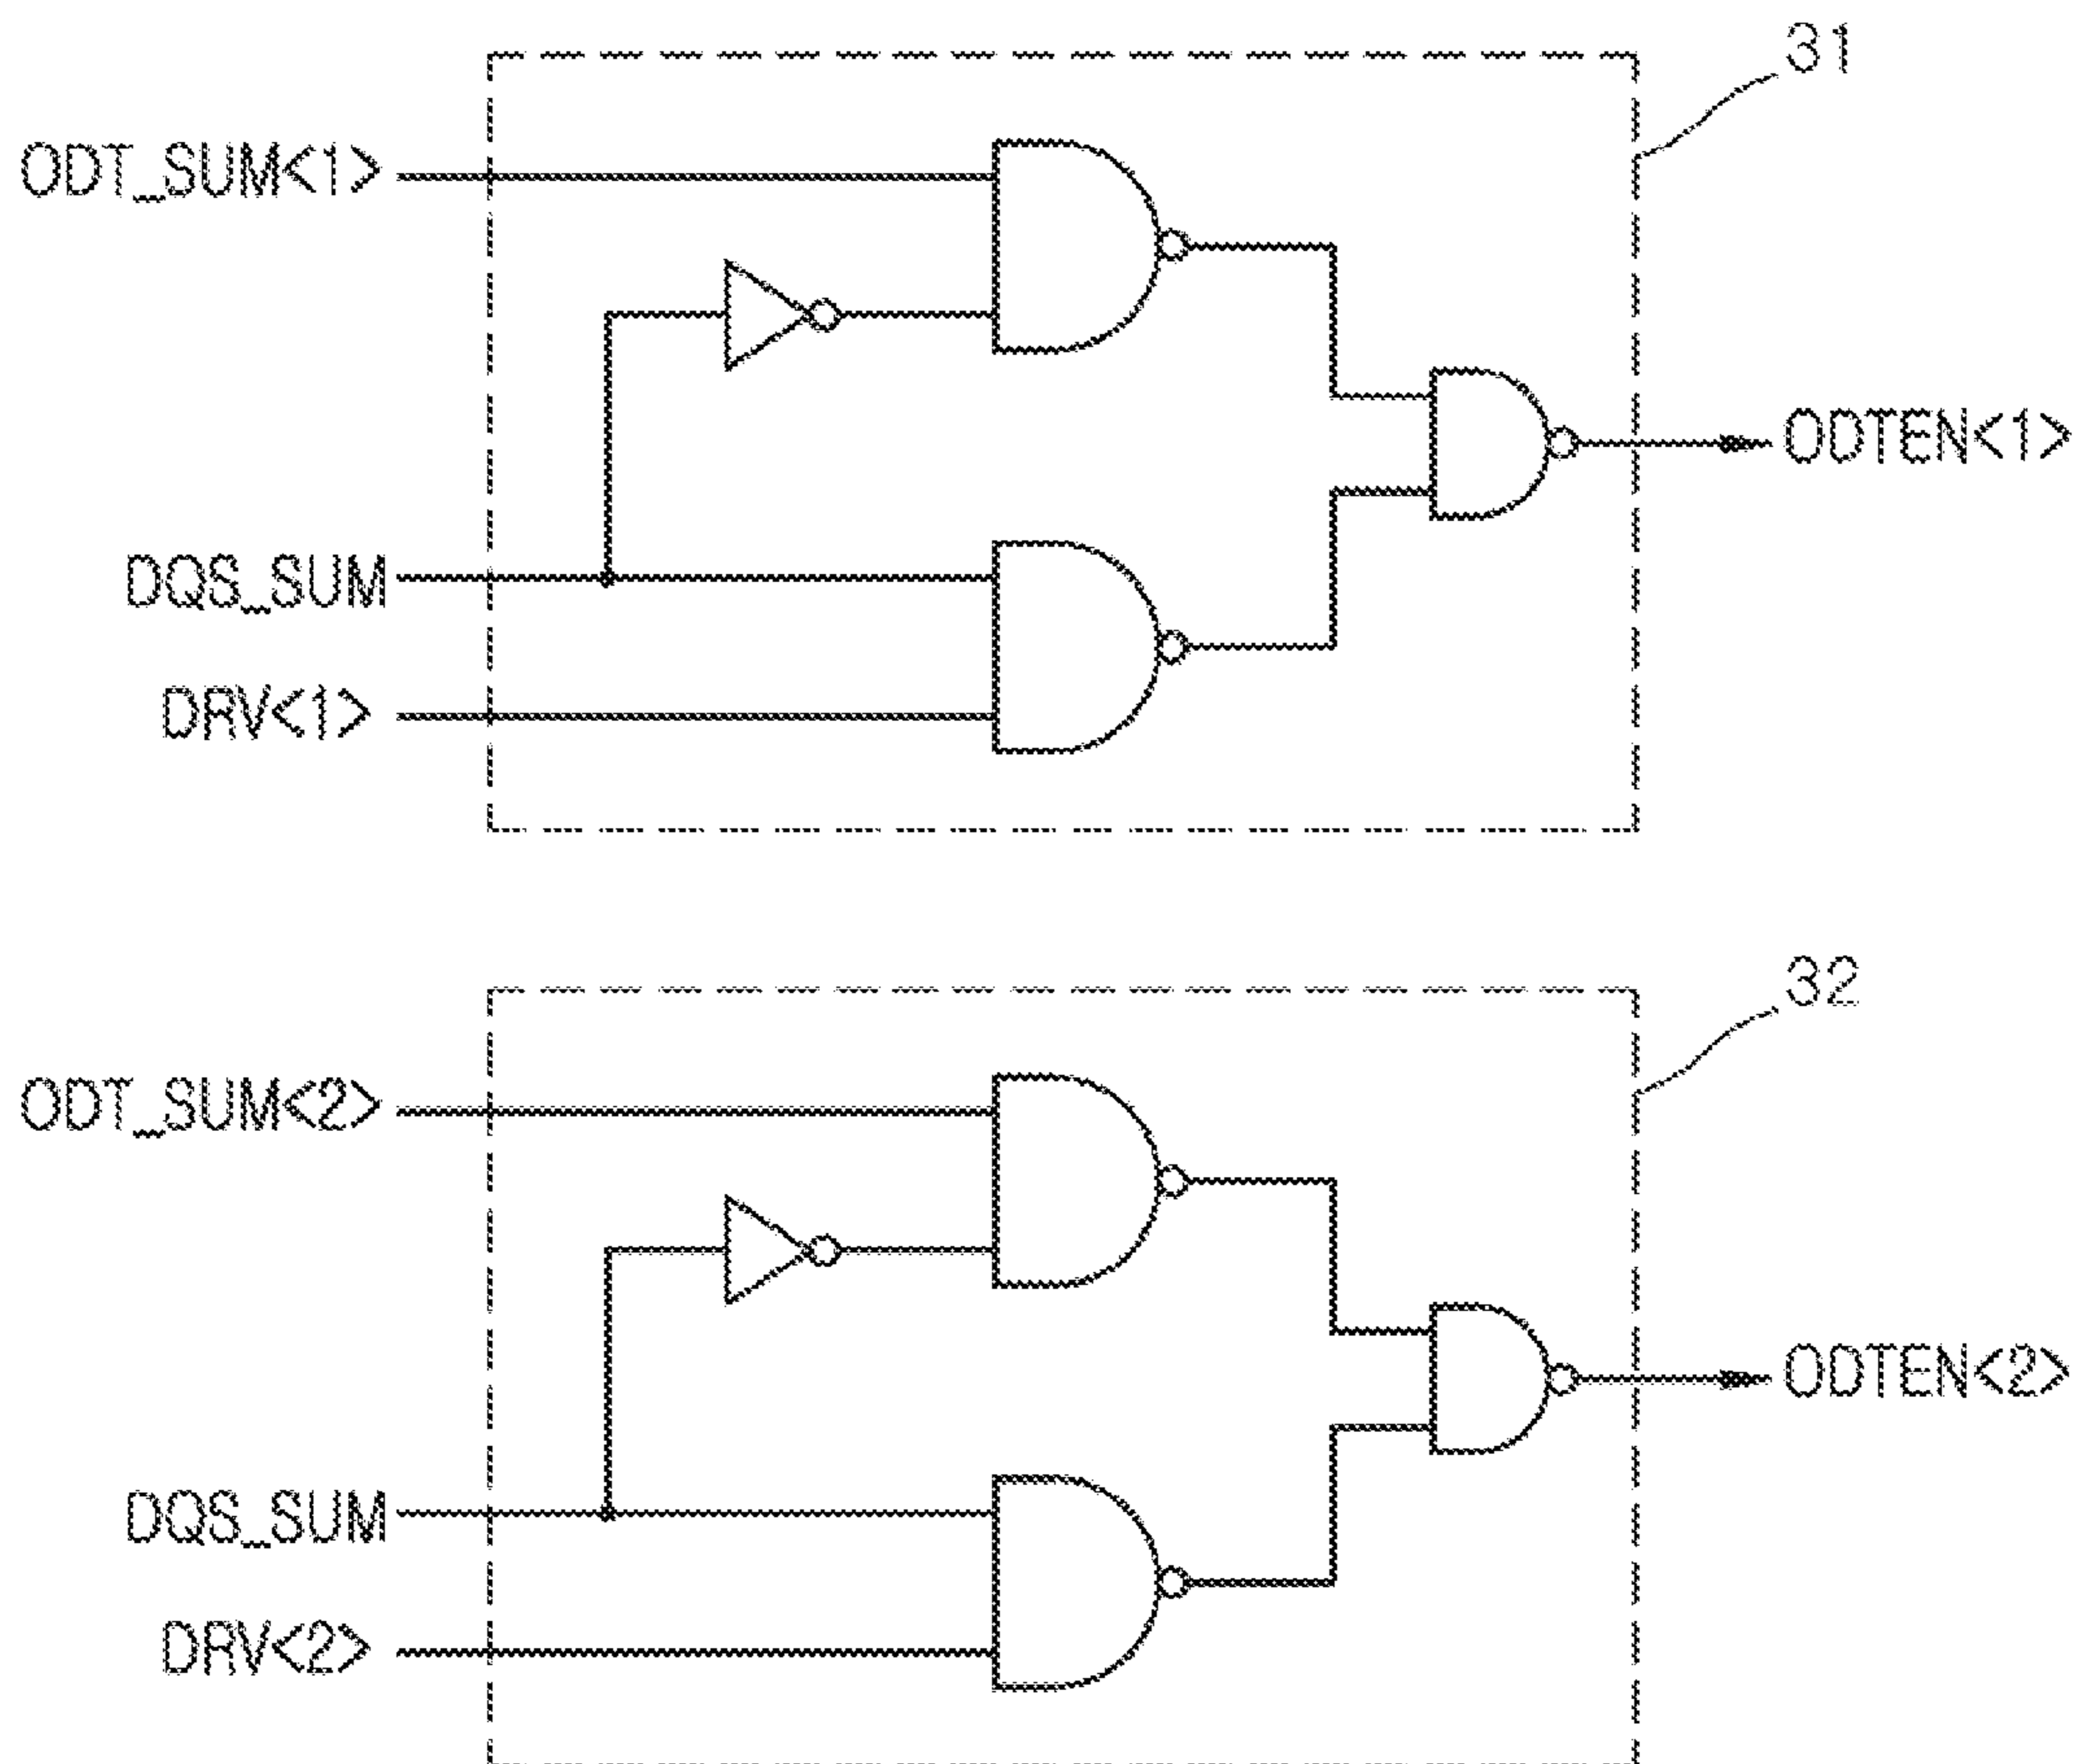 31
ODT_SUM<1>
ODTEN<1>
DQS_SUM
DRV<1>
32
ODT_SUM<2>
ODTEN<2>
DQS_SUM
DRV<2>